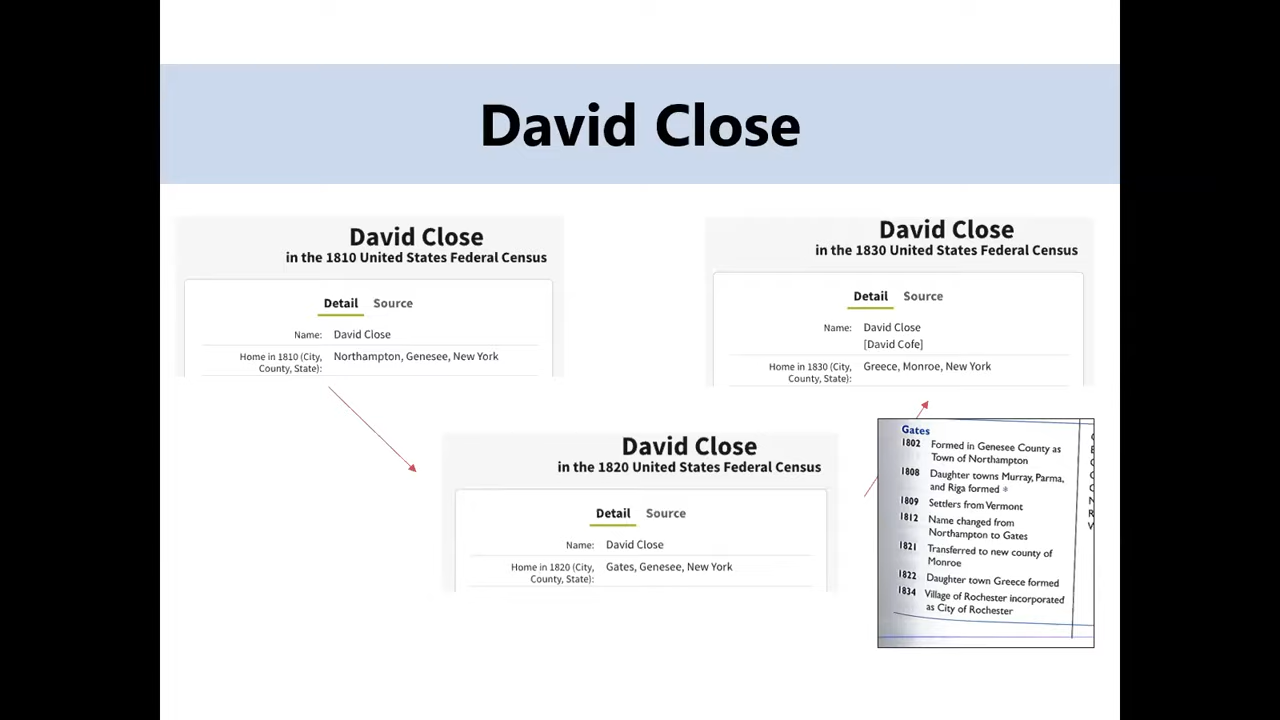 David Close
David Close
in the 1810 United States Federal Census
Detail Source
Name: David Close
Home in 1810 (City, Northampton, Genesee, New York
County, State):
David Close
in the 1830 United States Federal Census
Detail Source
Name: David Close
[David Cofe]
Home in 1830 (City, Greece, Monroe, New York
County, State):
David Close
in the 1820 United States Federal Census
Detail Source
Name: David Close
Home in 1820 (City, Gates, Genesee, New York
County, State):
Gates
1802 Formed in Genesee County as
Town of Northampton
1808 Daughter towns Murray, Parma,
and Riga formed *
1809 Settlers from Vermont
1812 Name changed from
Northampton to Gates
1821 Transferred to new county of
Monroe
1822 Daughter town Greece formed
1834 Village of Rochester incorporated
as City of Rochester